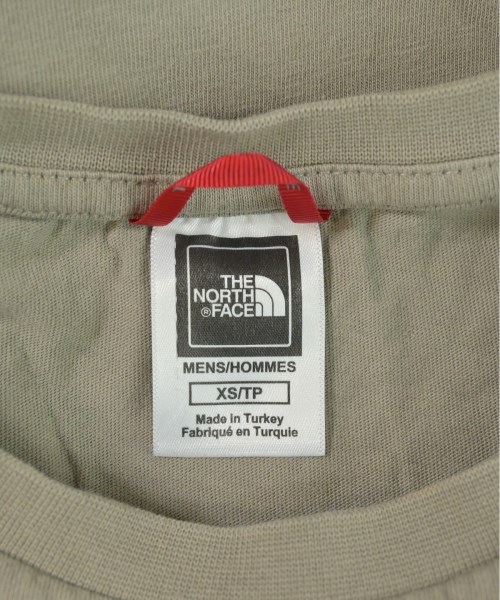 THE
NORTH
®FACE
MENS/HOMMES
XS/TP
Made in Turkey
Fabriqué en Turquie